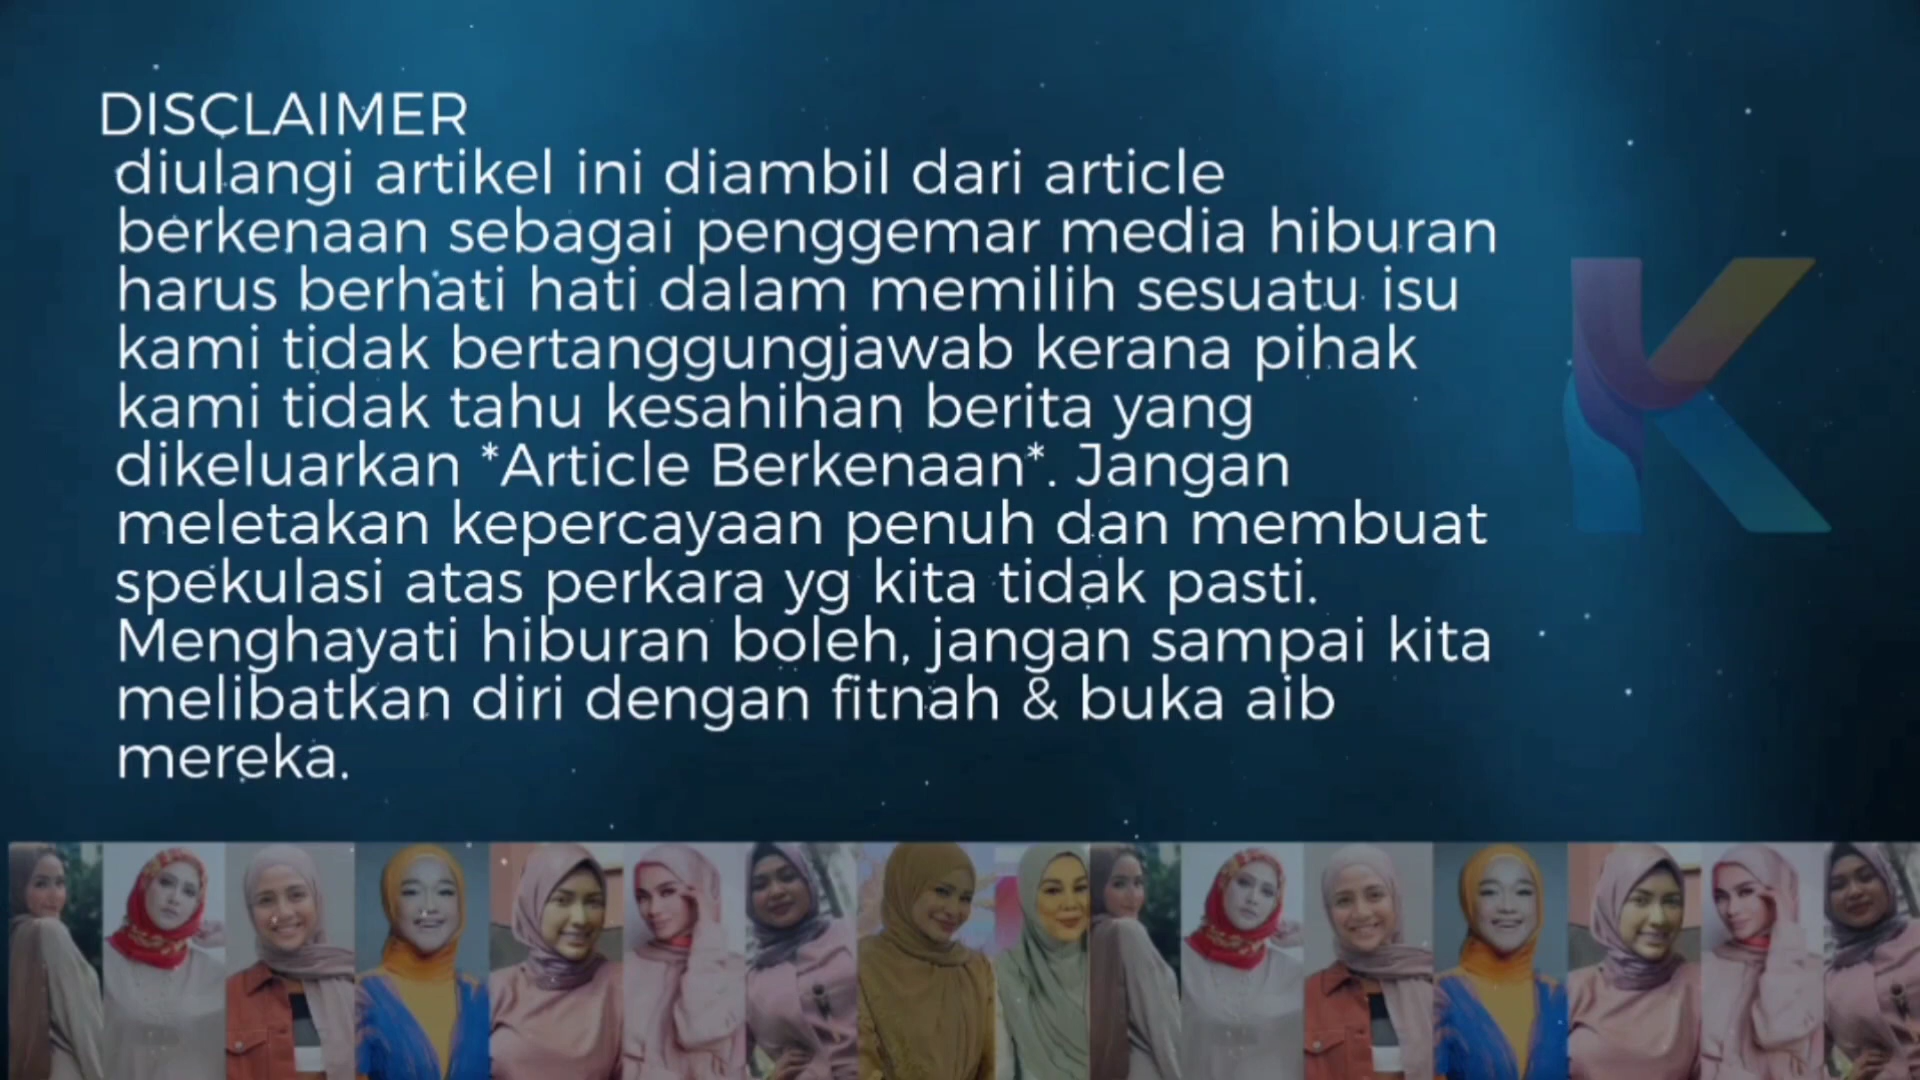 DISCLAIMER
diulangi artikel ini diambil dari article
berkenaan sebagai penggemar media hiburan
harus berhati hati dalam memilih sesuatu isu
kami tidak bertanggungjawab kerana pihak
kami tidak tahu kesahihan berita yang
dikeluarkan *Article Berkenaan*. Jangan
meletakan kepercayaan penuh dan membuat
spekulasi atas perkara yg kita tidak pasti.
Menghayati hiburan boleh, jangan sampai kita
melibatkan diri dengan fitnah & buka aib
mereka.
K